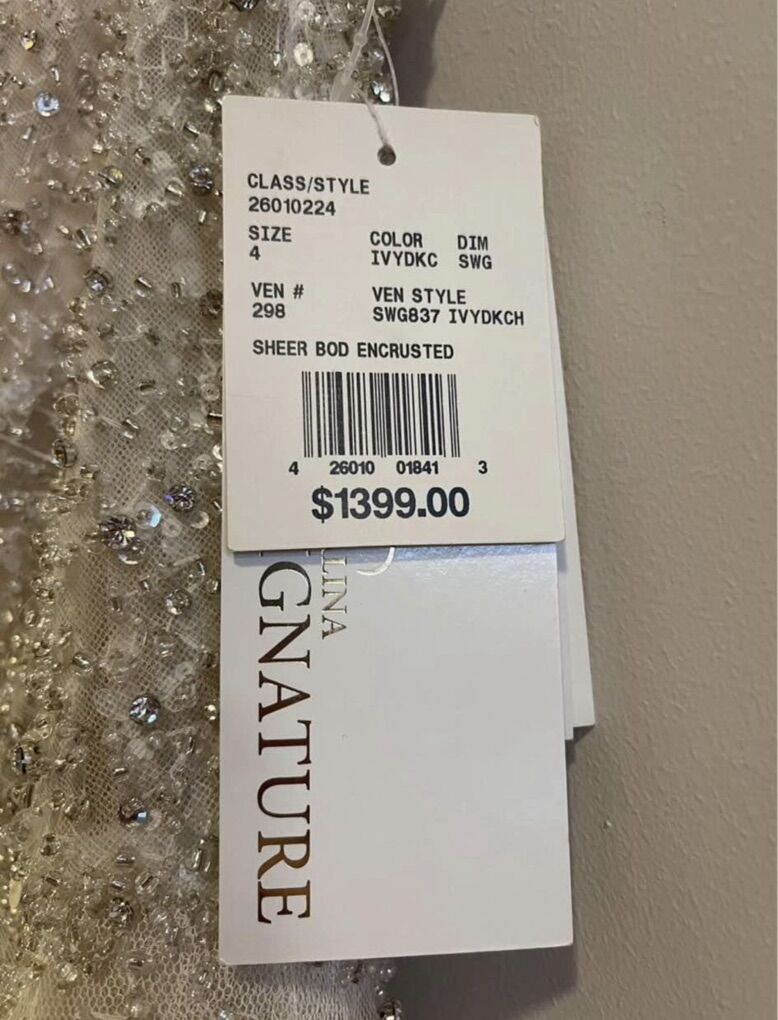 CLASS/STYLE
26010224
SIZE
4
COLOR DIM
IVYDKC SWG
VEN #
298
VEN STYLE
SWG837 IVYDKCH
SHEER BOD ENCRUSTED
4 26010 01841 3
$1399.00
LLINA
GNATURE